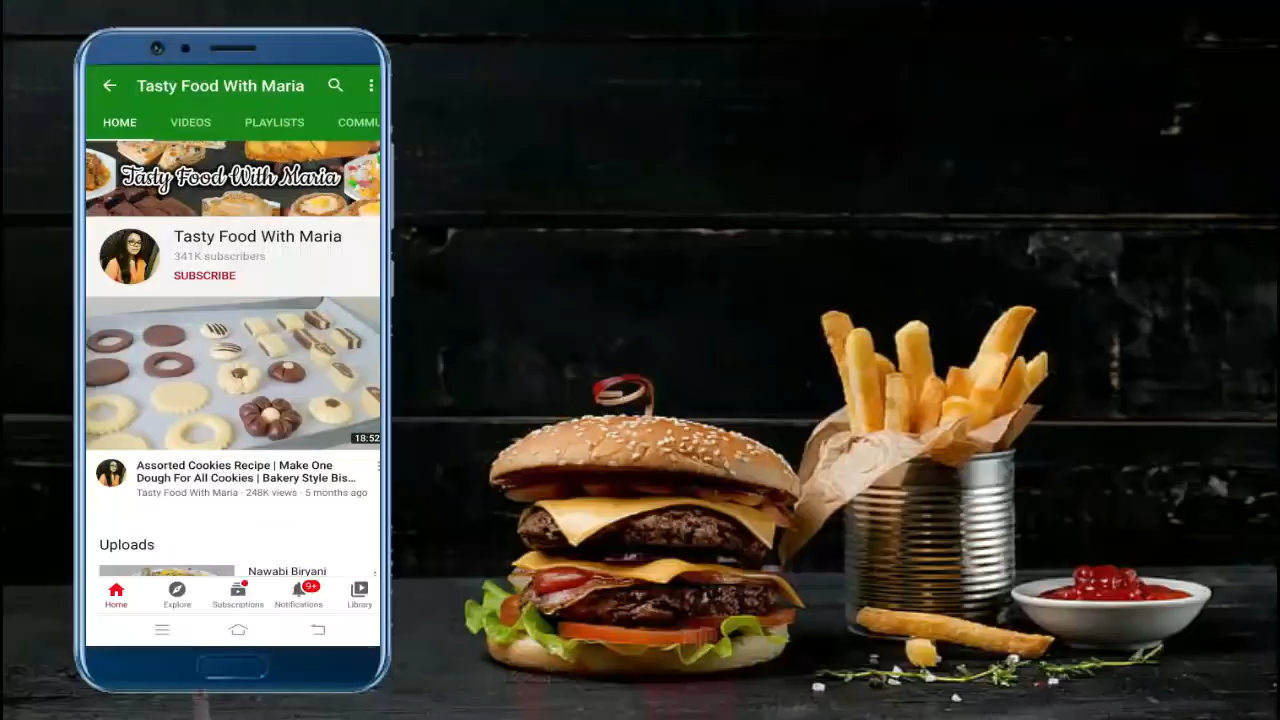 Tasty Food With Maria
HOME VIDEOS PLAYLISTS COMMU
Tasty Food With Maria
Tasty Food With Maria
341K subscribers
SUBSCRIBE
18:52
Assorted Cookies Recipe | Make One
Dough For All Cookies | Bakery Style Bis...
Tasty Food With Maria · 248K views · 5 months ago
Uploads
Nawabi Biryani
9+
Home Explore Subscriptions Notifications Library